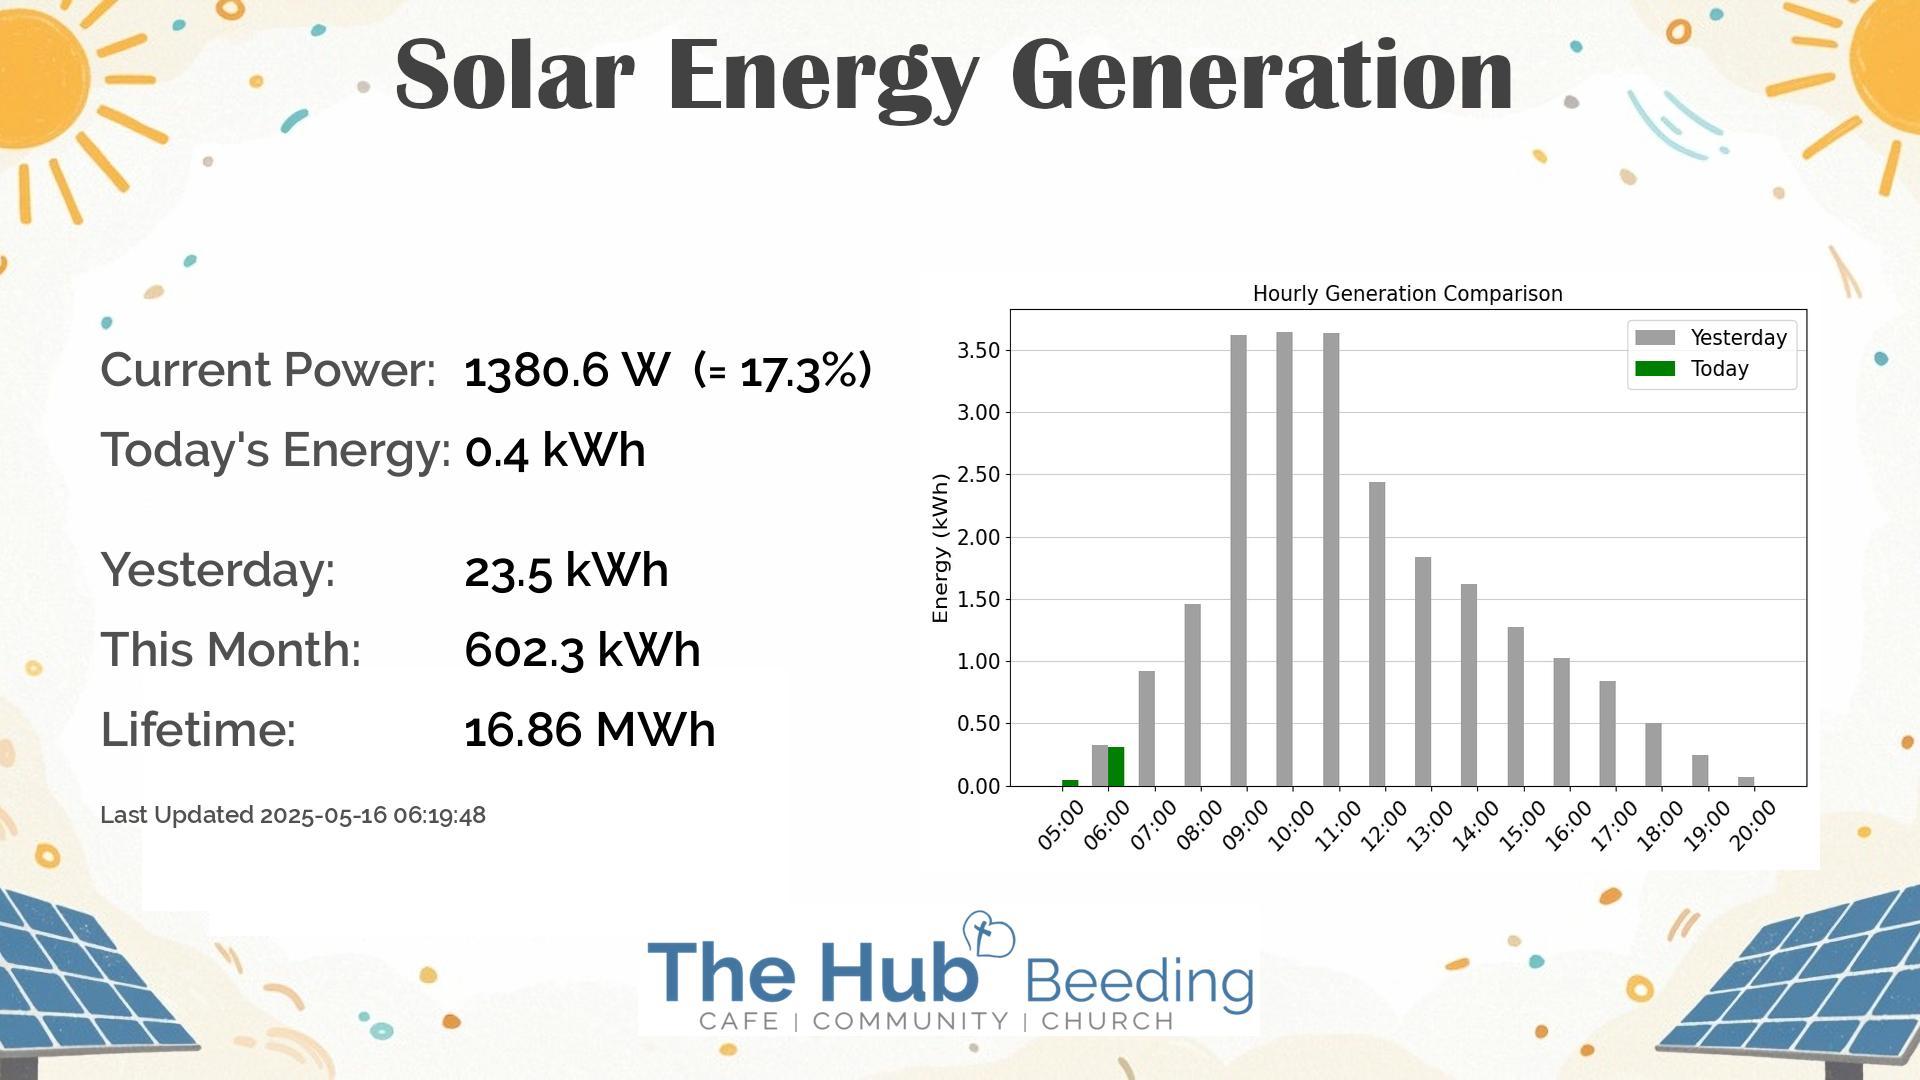 Solar Energy Generation
Current Power: 1380.6 W (= 17.3%)
Today's Energy: 0.4 kWh
Yesterday: 23.5 kWh
This Month: 602.3 kWh
Lifetime: 16.86 MWh
Last Updated 2025-05-16 06:19:48
Hourly Generation Comparison
Yesterday
Today
Energy (kWh)
3.50
3.00
2.50
2.00
1.50
1.00
0.50
0.00
05:00 06:00 07:00 08:00 09:00 10:00 11:00 12:00 13:00 14:00 15:00 16:00 17:00 18:00 19:00 20:00
The Hub Beeding
CAFE | COMMUNITY | CHURCH